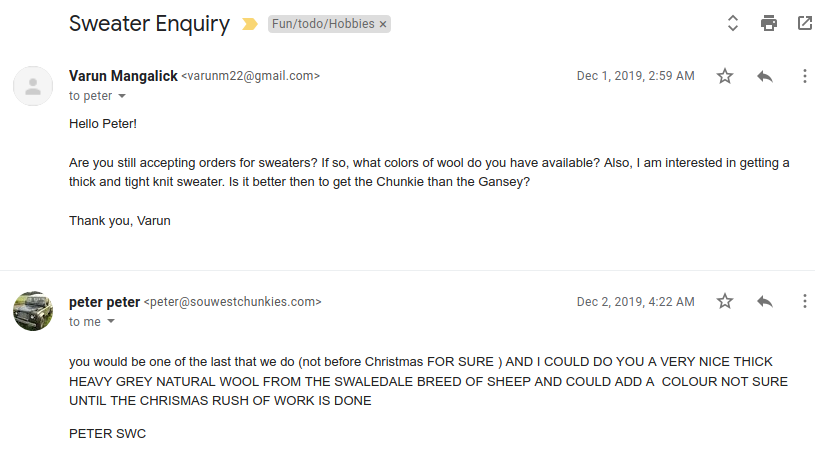 Sweater Enquiry
Fun/todo/Hobbies ×
Varun Mangalick <varunm22@gmail.com>
Dec 1, 2019, 2:59 AM
to peter
Hello Peter!
Are you still accepting orders for sweaters? If so, what colors of wool do you have available? Also, I am interested in getting a
thick and tight knit sweater. Is it better then to get the Chunkie than the Gansey?
Thank you, Varun
peter peter <peter@souwestchunkies.com>
Dec 2, 2019, 4:22 AM
to me
you would be one of the last that we do (not before Christmas FOR SURE ) AND I COULD DO YOU A VERY NICE THICK
HEAVY GREY NATURAL WOOL FROM THE SWALEDALE BREED OF SHEEP AND COULD ADD A  COLOUR NOT SURE
UNTIL THE CHRISMAS RUSH OF WORK IS DONE
PETER SWC